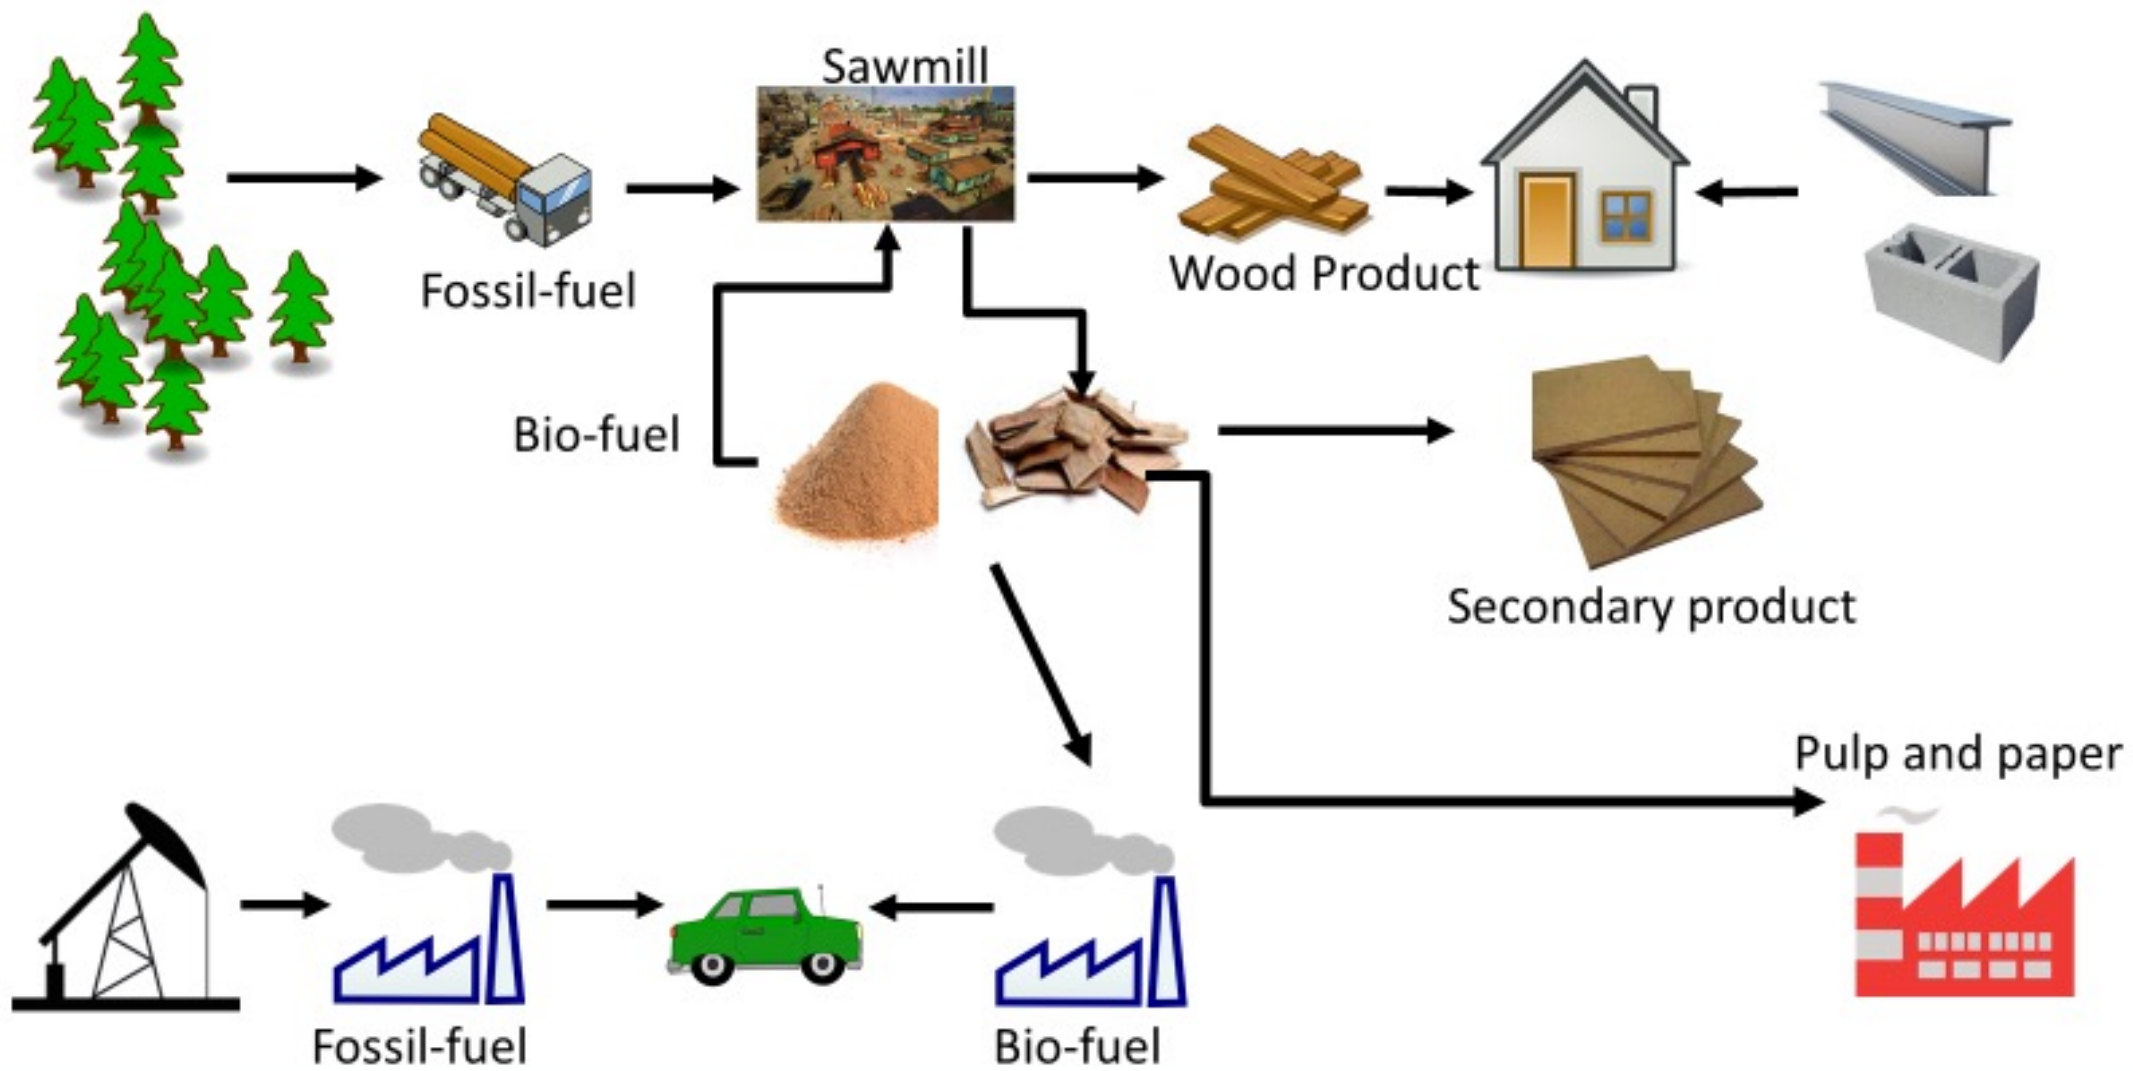 Sawmill
Fossil-fuel
Wood Product
Bio-fuel
Secondary product
Pulp and paper
Fossil-fuel
Bio-fuel